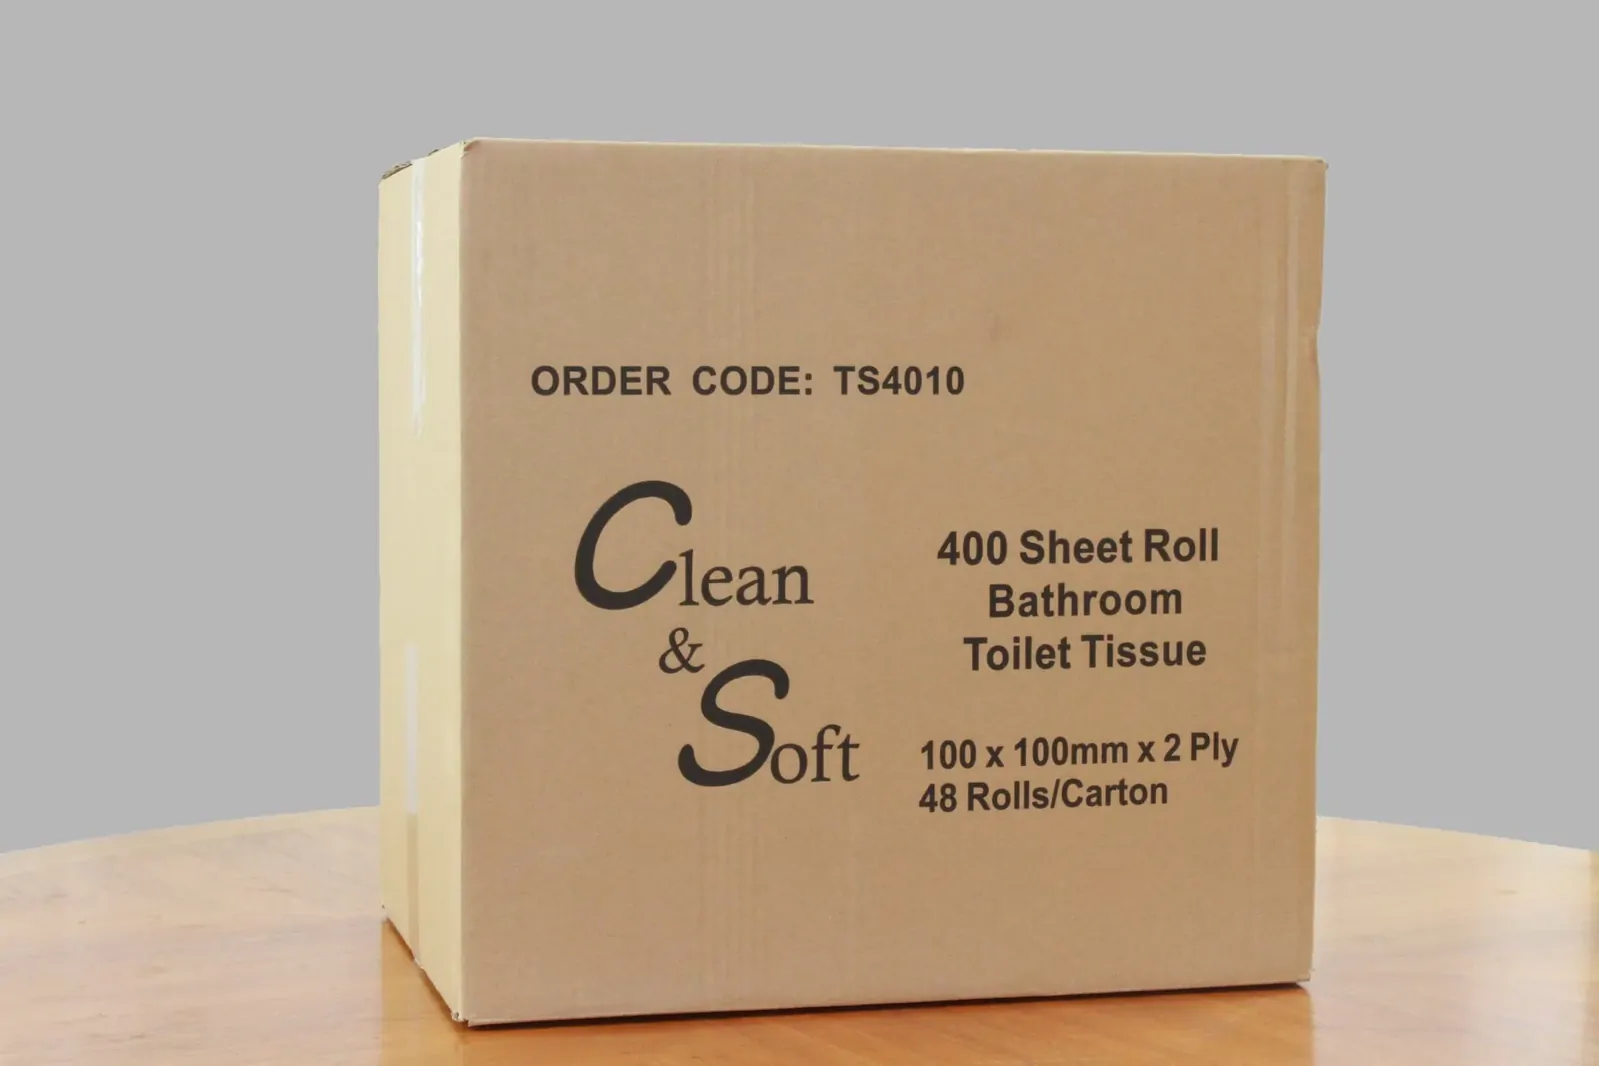 ORDER CODE: TS4010
Clean
&
Soft
400 Sheet Roll
Bathroom
Toilet Tissue
100 x 100mm x 2 Ply
48 Rolls/Carton